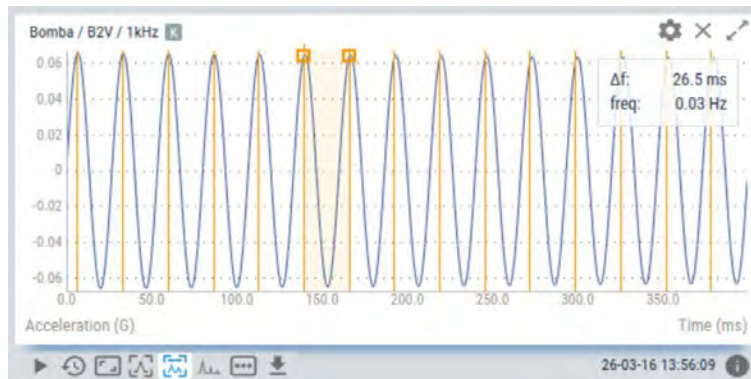 Bomba / B2V / 1kHz K
Δf: 26.5 ms
freq: 0.03 Hz
0.06
0.04
0.02
0
-0.02
-0.04
-0.06
0.0 50.0 100.0 150.0 200.0 250.0 300.0 350.0
Acceleration (G) Time (ms)
26-03-16 13:56:09